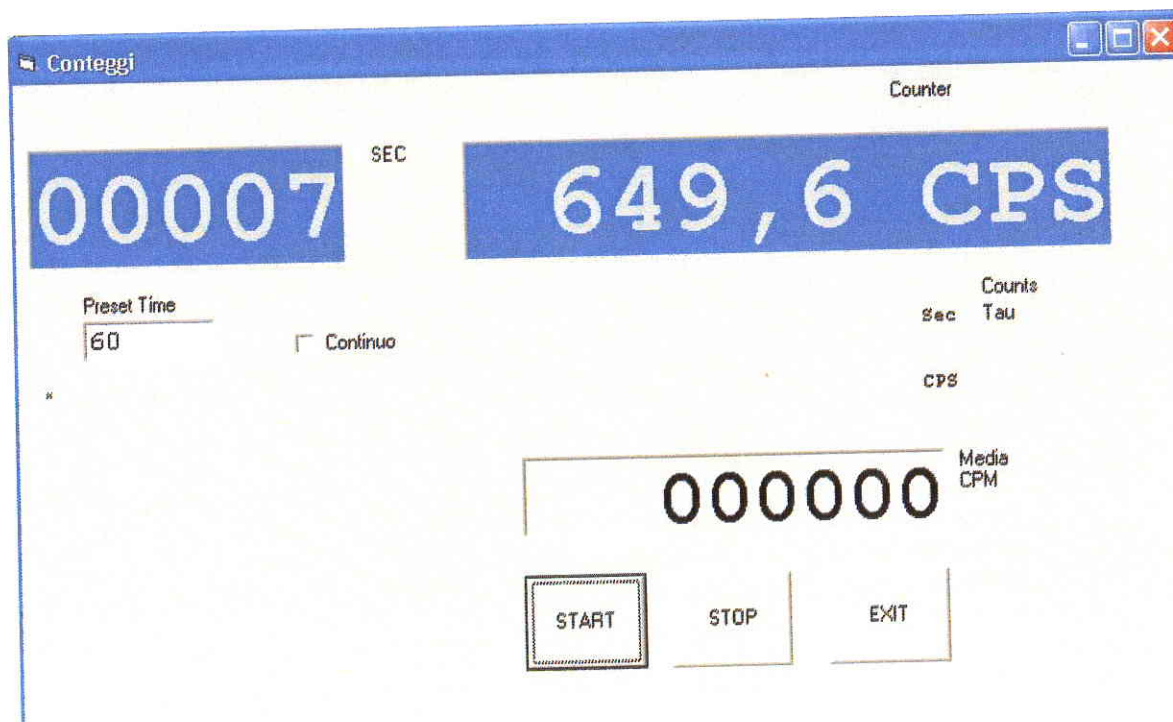 Conteggi
Counter
00007
SEC
649,6 CPS
Preset Time
60
Continuo
Counts
Sec Tau
CPS
"
Media
000000 CPM
START
STOP
EXIT